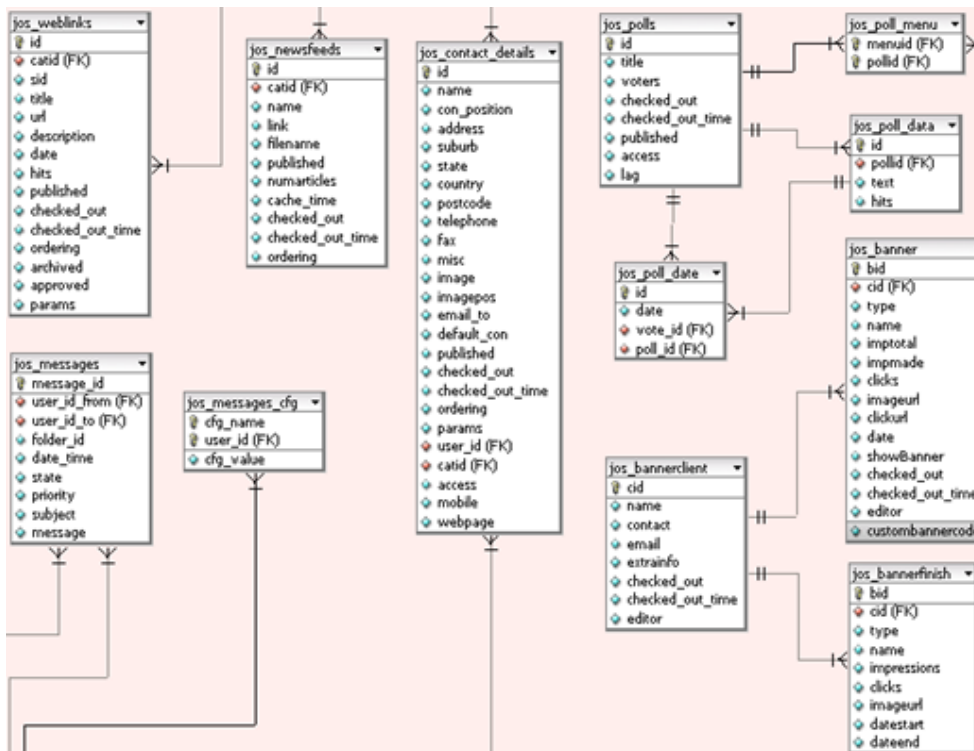 jos_weblinks
id
catid (FK)
sid
title
url
description
date
hits
published
checked_out
checked_out_time
ordering
archived
approved
params
jos_newsfeeds
id
catid (FK)
name
link
filename
published
numarticles
cache_time
checked_out
checked_out_time
ordering
jos_contact_details
id
name
con_position
address
suburb
state
country
postcode
telephone
fax
misc
image
imagepos
email_to
default_con
published
checked_out
checked_out_time
ordering
params
user_id (FK)
catid (FK)
access
mobile
webpage
jos_polls
id
title
voters
checked_out
checked_out_time
published
access
lag
jos_poll_menu
menuid (FK)
pollid (FK)
jos_poll_data
id
pollid (FK)
text
hits
jos_poll_date
id
date
vote_id (FK)
poll_id (FK)
jos_banner
bid
cid (FK)
type
name
imptotal
impmade
clicks
imageurl
clickurl
date
showBanner
checked_out
checked_out_time
editor
custombannercode
jos_messages
message_id
user_id_from (FK)
user_id_to (FK)
folder_id
date_time
state
priority
subject
message
jos_messages_cfg
cfg_name
user_id (FK)
cfg_value
jos_bannerclient
cid
name
contact
email
extrainfo
checked_out
checked_out_time
editor
jos_bannerfinish
bid
cid (FK)
type
name
impressions
clicks
imageurl
datestart
dateend